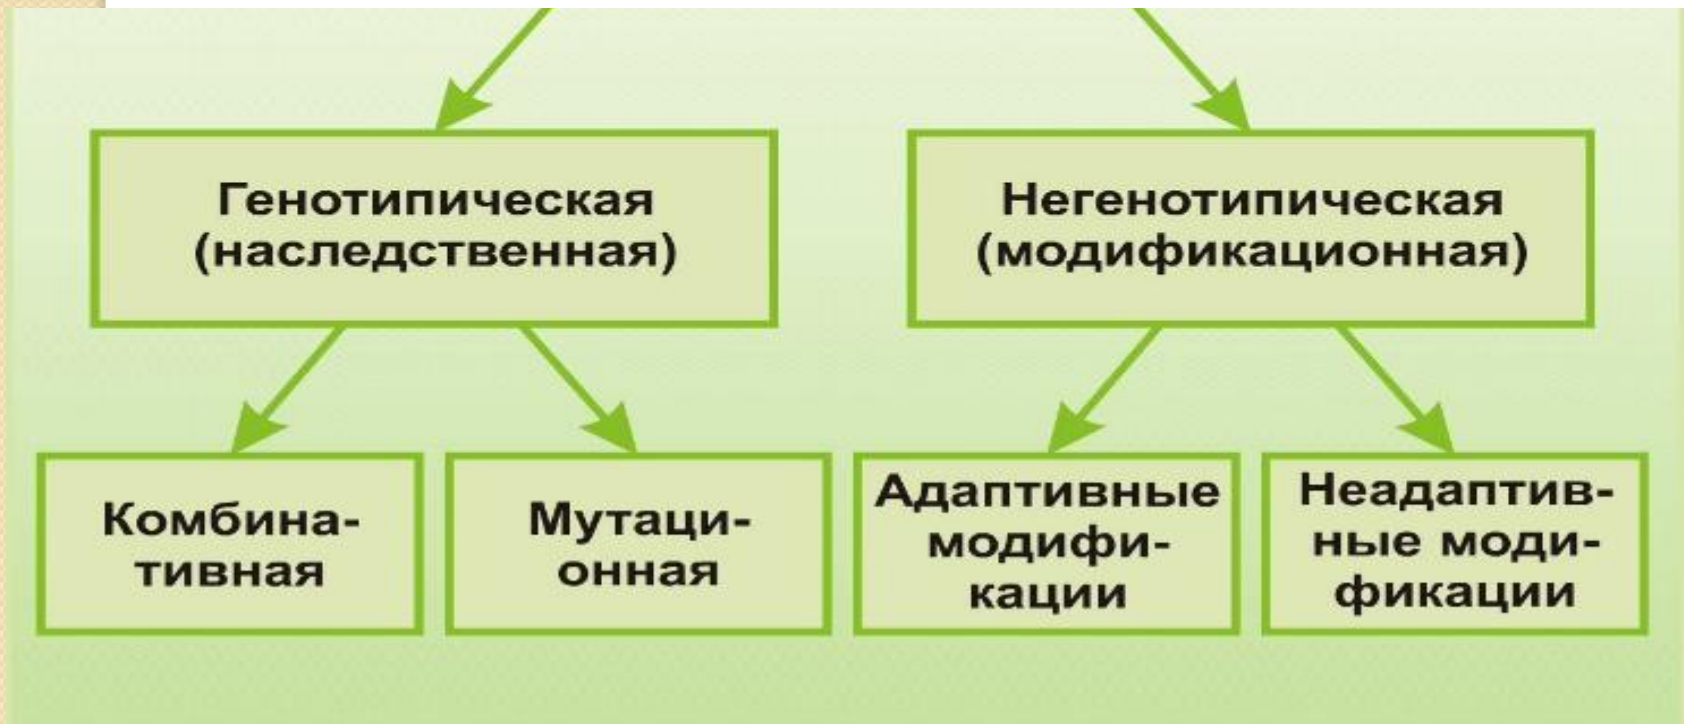 Генотипическая
(наследственная)
Негенотипическая
(модификационная)
Комбина-
тивная
Мутаци-
онная
Адаптивные
модифи-
кации
Неадаптив-
ные моди-
фикации